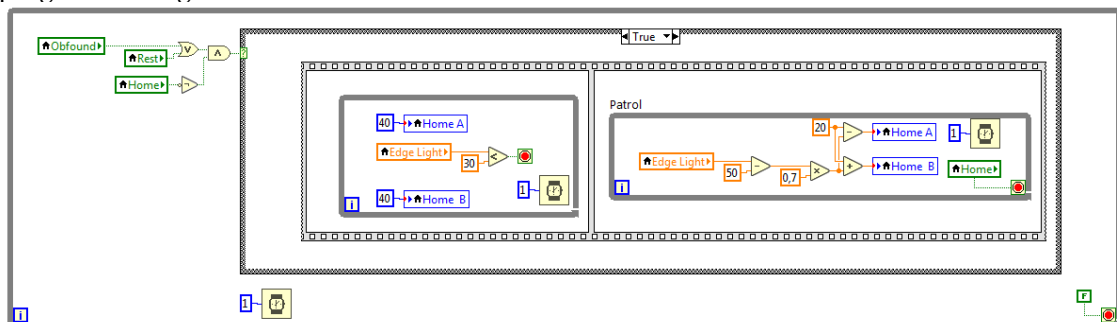 True
Obfound
Rest
Home
Patrol
40 Home A
20 Home A 1
Edge Light 30
Edge Light 50 0,7
Home B
Home
40 Home B 1
i
i
1
F
i